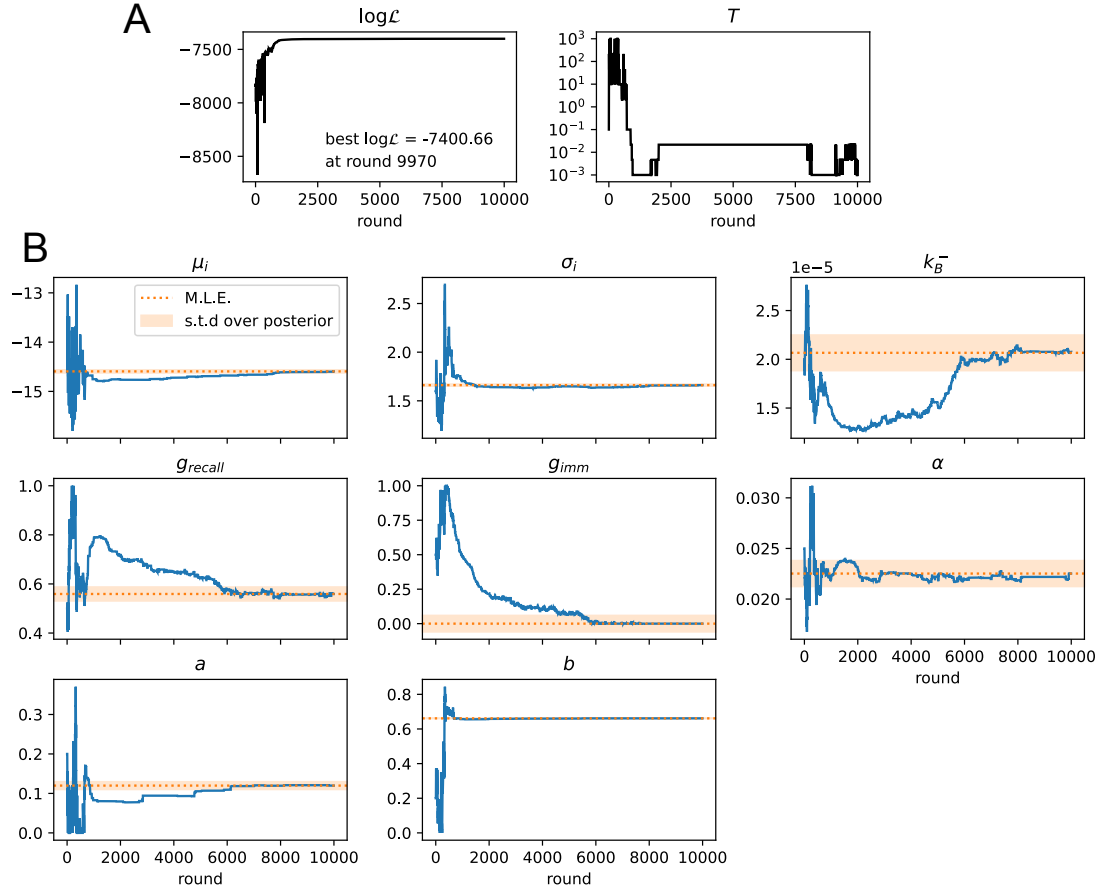 A
logℒ
−7500
−8000
−8500
best logℒ = -7400.66
at round 9970
0 2500 5000 7500 10000
round
T
10³
10²
10¹
10⁰
10⁻¹
10⁻²
10⁻³
0 2500 5000 7500 10000
round
B
μᵢ
−13
−14
−15
M.L.E.
s.t.d over posterior
σᵢ
2.5
2.0
1.5
k_B⁻
1e−5
2.5
2.0
1.5
g_recall
1.0
0.8
0.6
0.4
g_imm
1.00
0.75
0.50
0.25
0.00
α
0.030
0.025
0.020
0 2000 4000 6000 8000 10000
round
a
0.3
0.2
0.1
0.0
0 2000 4000 6000 8000 10000
round
b
0.8
0.6
0.4
0.2
0.0
0 2000 4000 6000 8000 10000
round